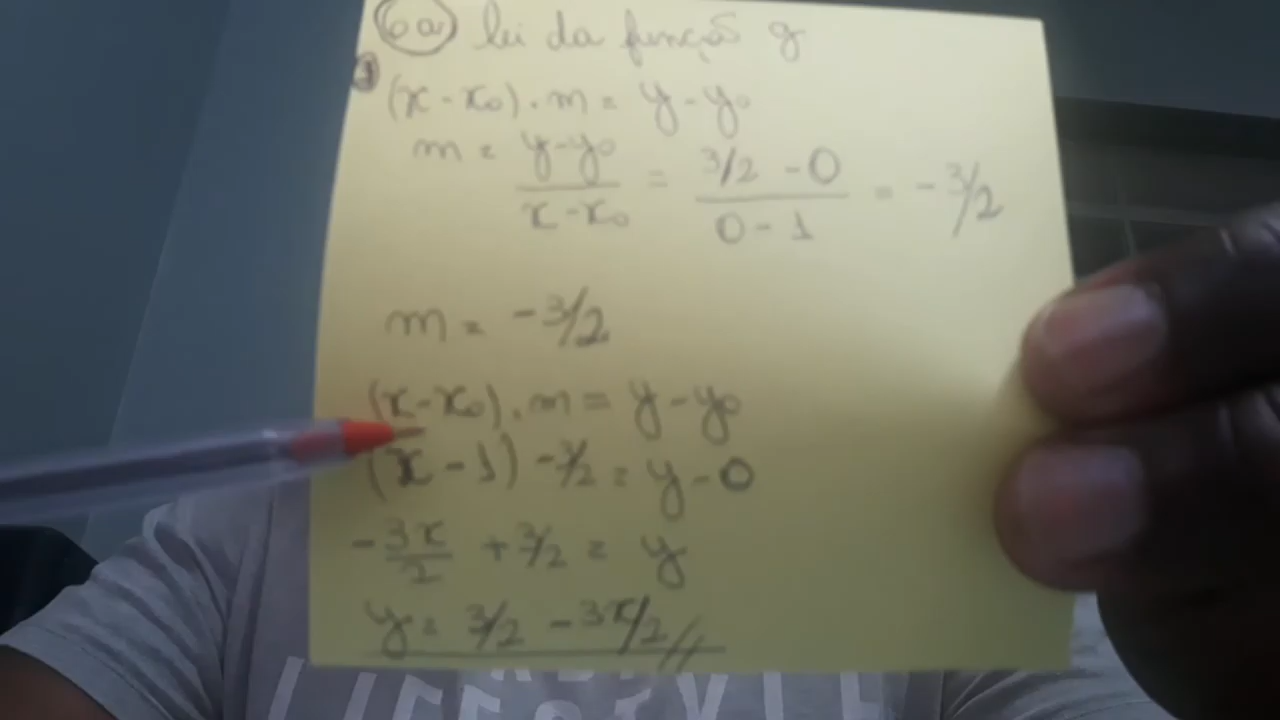 6a) lei da função g
(x - x₀) . m = y - y₀
m = y-y₀/x-x₀ = 3/2 - 0/0 - 1 = - 3/2
m = - 3/2
(x - x₀) . m = y - y₀
(x - 1) - 3/2 = y - 0
- 3x/2 + 3/2 = y
y = 3/2 - 3x/2 //
LIFESTYLE